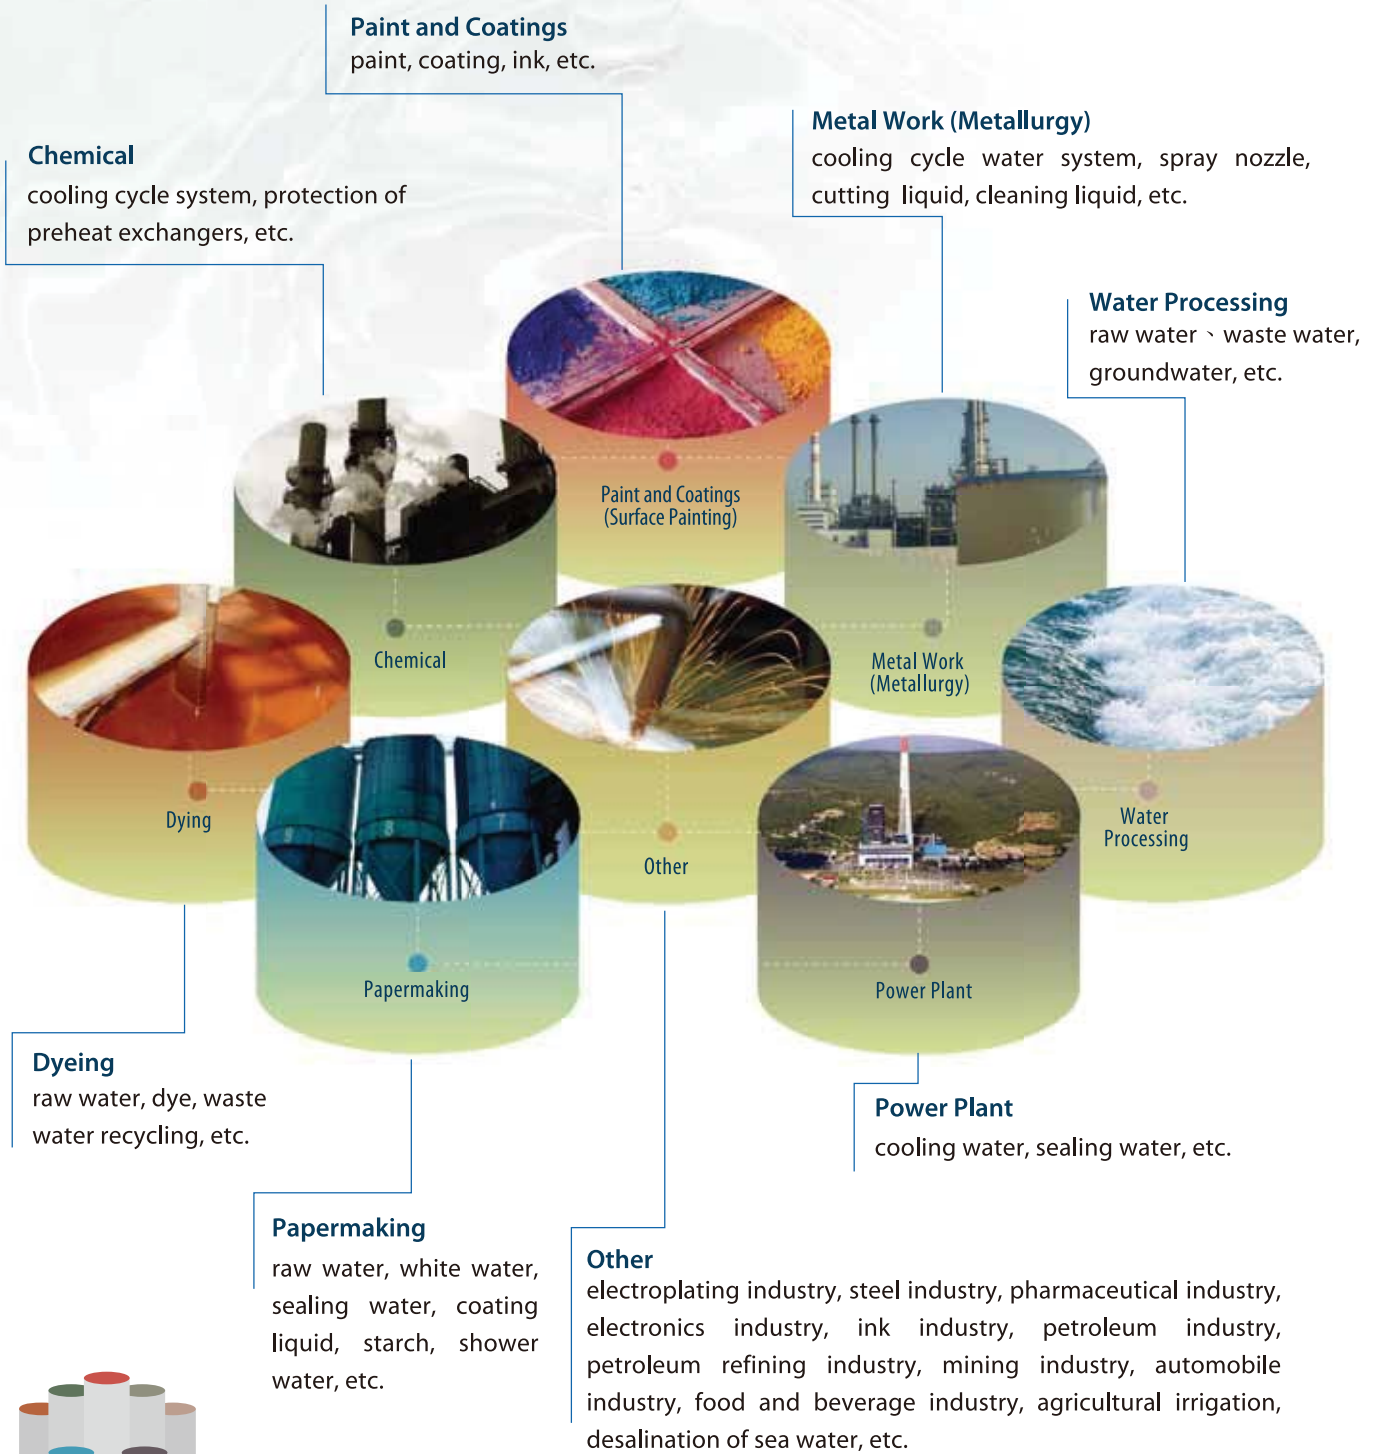 Paint and Coatings
paint, coating, ink, etc.
Metal Work (Metallurgy)
cooling cycle water system, spray nozzle,
cutting liquid, cleaning liquid, etc.
Chemical
cooling cycle system, protection of
preheat exchangers, etc.
Water Processing
raw water、waste water,
groundwater, etc.
Paint and Coatings
(Surface Painting)
Chemical
Metal Work
(Metallurgy)
Dying
Other
Water
Processing
Papermaking
Power Plant
Dyeing
raw water, dye, waste
water recycling, etc.
Power Plant
cooling water, sealing water, etc.
Papermaking
raw water, white water,
sealing water, coating
liquid, starch, shower
water, etc.
Other
electroplating industry, steel industry, pharmaceutical industry,
electronics industry, ink industry, petroleum industry,
petroleum refining industry, mining industry, automobile
industry, food and beverage industry, agricultural irrigation,
desalination of sea water, etc.